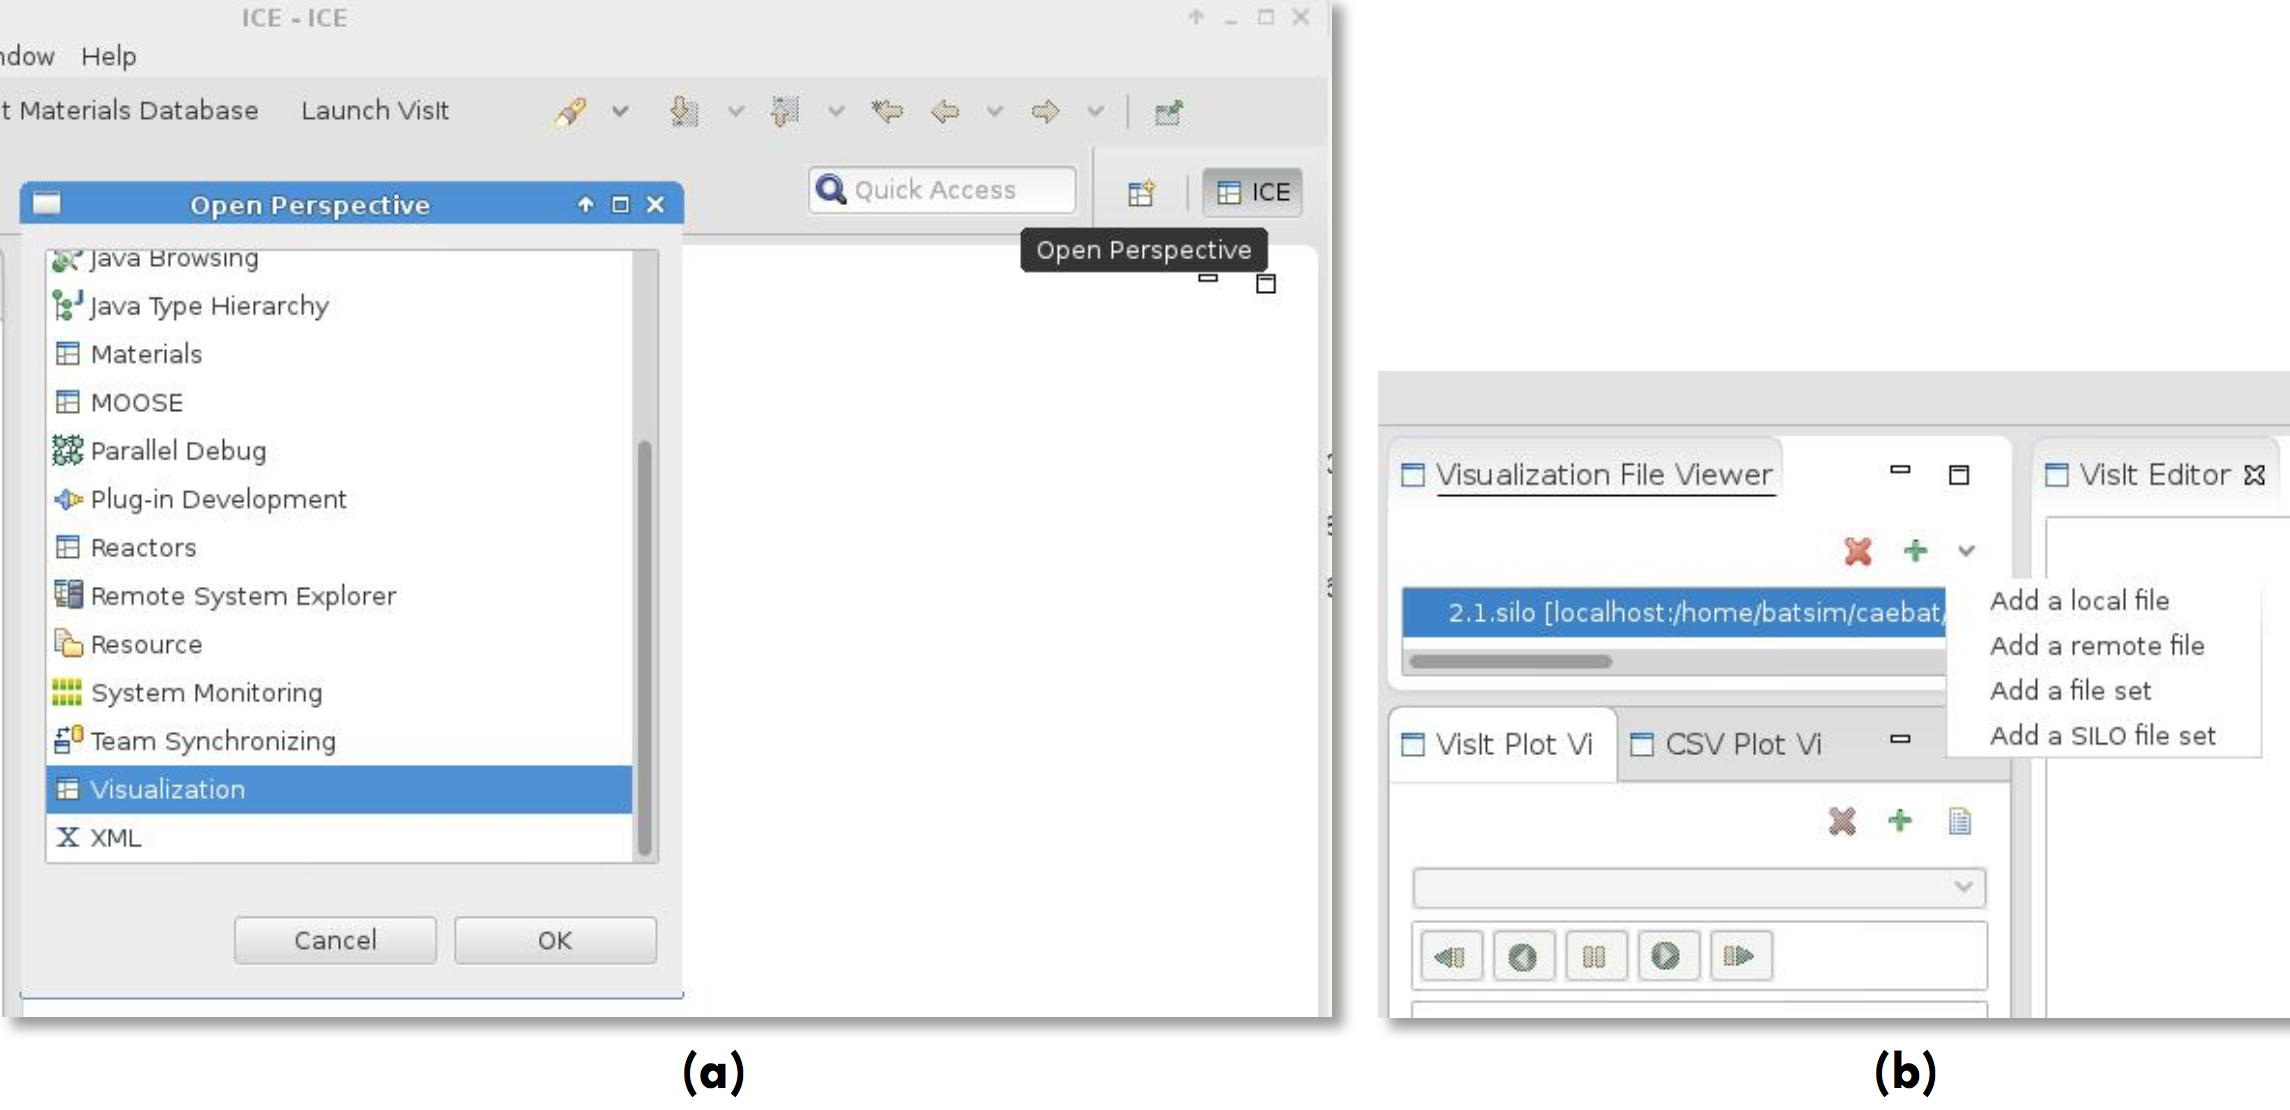 ICE - ICE
ndow Help
t Materials Database Launch VisIt
Quick Access
ICE
Open Perspective
Open Perspective
Java Browsing
Java Type Hierarchy
Materials
MOOSE
Parallel Debug
Plug-in Development
Reactors
Remote System Explorer
Resource
System Monitoring
Team Synchronizing
Visualization
X XML
Cancel OK
(a)
Visualization File Viewer
VisIt Editor
2.1.silo [localhost:/home/batsim/caebat/
Add a local file
Add a remote file
Add a file set
Add a SILO file set
VisIt Plot Vi CSV Plot Vi
(b)